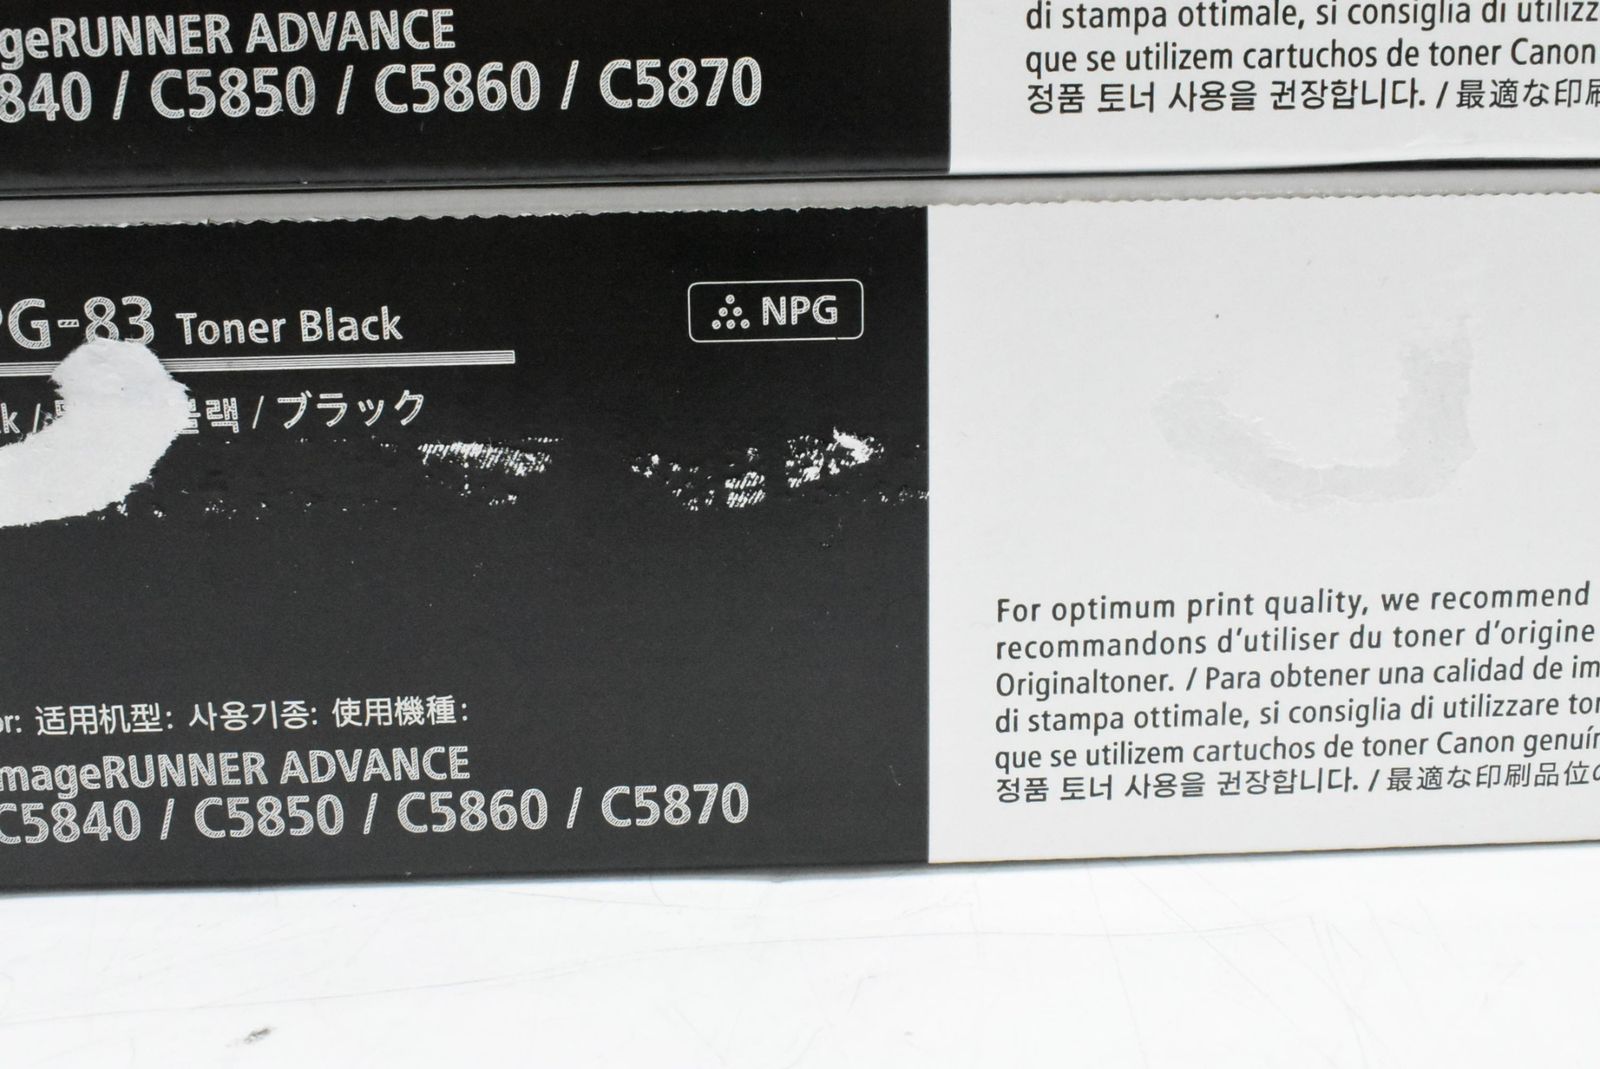 geRUNNER ADVANCE
840 / C5850 / C5860 / C5870
di stampa ottimale, si consiglia di utilizz
que se utilizem cartuchos de toner Canon
정품 토너 사용을 권장합니다. / 最適な印刷
PG-83 Toner Black
NPG
k / 블랙 / ブラック
or: 适用机型: 사용기종: 使用機種:
mageRUNNER ADVANCE
C5840 / C5850 / C5860 / C5870
For optimum print quality, we recommend
recommandons d'utiliser du toner d'origine
Originaltoner. / Para obtener una calidad de im
di stampa ottimale, si consiglia di utilizzare ton
que se utilizem cartuchos de toner Canon genuín
정품 토너 사용을 권장합니다. / 最適な印刷品位の